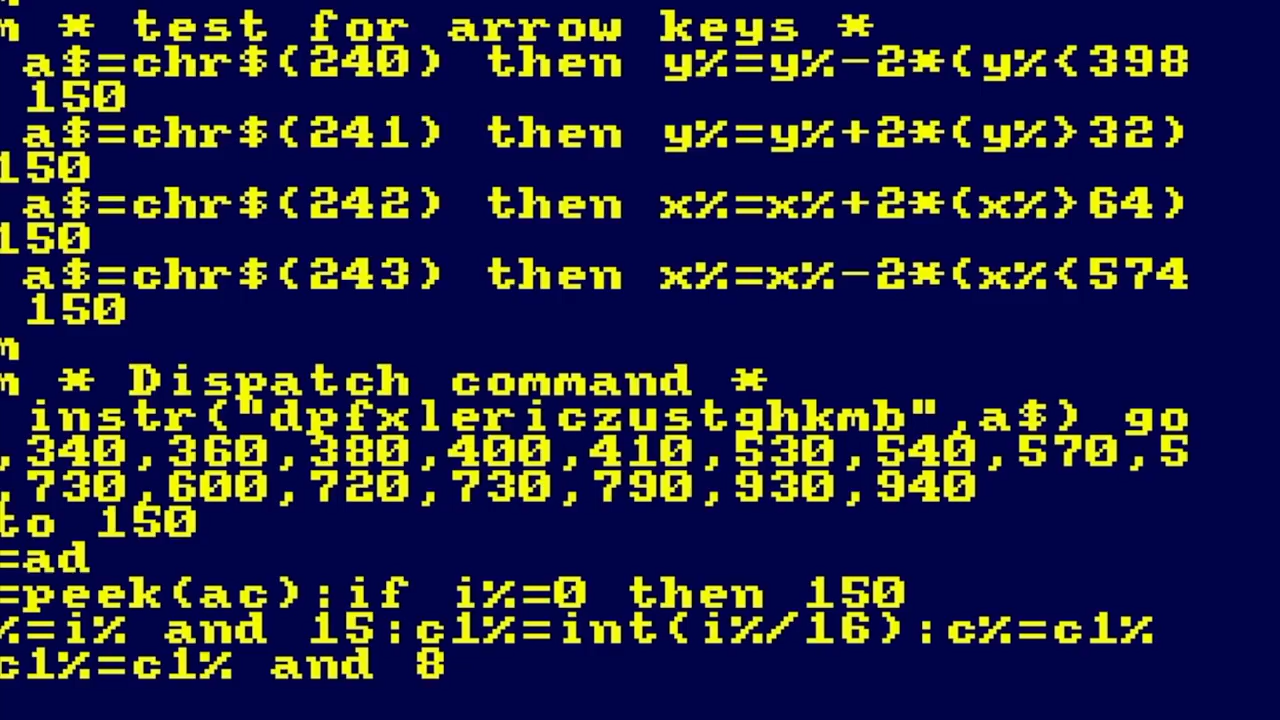 m * test for arrow keys *
a$=chr$(240) then y%=y%-2*(y%<398
150
a$=chr$(241) then y%=y%+2*(y%>32)
150
a$=chr$(242) then x%=x%+2*(x%>64)
150
a$=chr$(243) then x%=x%-2*(x%<574
150
m
m * Dispatch command *
instr("dpfxlericzustghkmb",a$) go
,340,360,380,400,410,530,540,570,5
,730,600,720,730,790,930,940
to 150
=ad
=peek(ac):if i%=0 then 150
%=i% and 15:c1%=int(i%/16):c%=c1%
c1%=c1% and 8